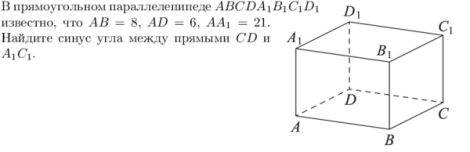 В прямоугольном параллелепипеде ABCDA₁B₁C₁D₁
известно, что AB = 8, AD = 6, AA₁ = 21.
Найдите синус угла между прямыми CD и
A₁C₁.
D₁
C₁
A₁
B₁
D
C
A
B